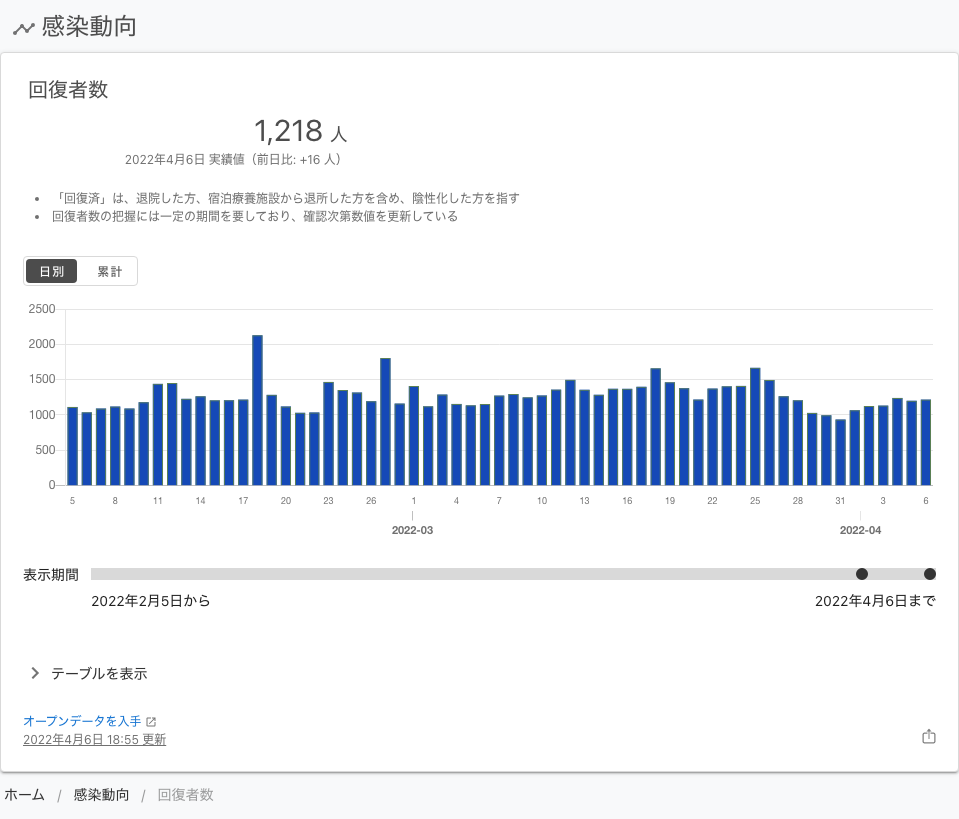 感染動向
回復者数
1,218 人
2022年4月6日 実績値（前日比: +16 人）
• 「回復済」は、退院した方、宿泊療養施設から退所した方を含め、陰性化した方を指す
• 回復者数の把握には一定の期間を要しており、確認次第数値を更新している
日別 累計
2500
2000
1500
1000
500
0
5 8 11 14 17 20 23 26 1 4 7 10 13 16 19 22 25 28 31 3 6
2022-03 2022-04
表示期間
2022年2月5日から 2022年4月6日まで
テーブルを表示
オープンデータを入手
2022年4月6日 18:55 更新
ホーム / 感染動向 / 回復者数